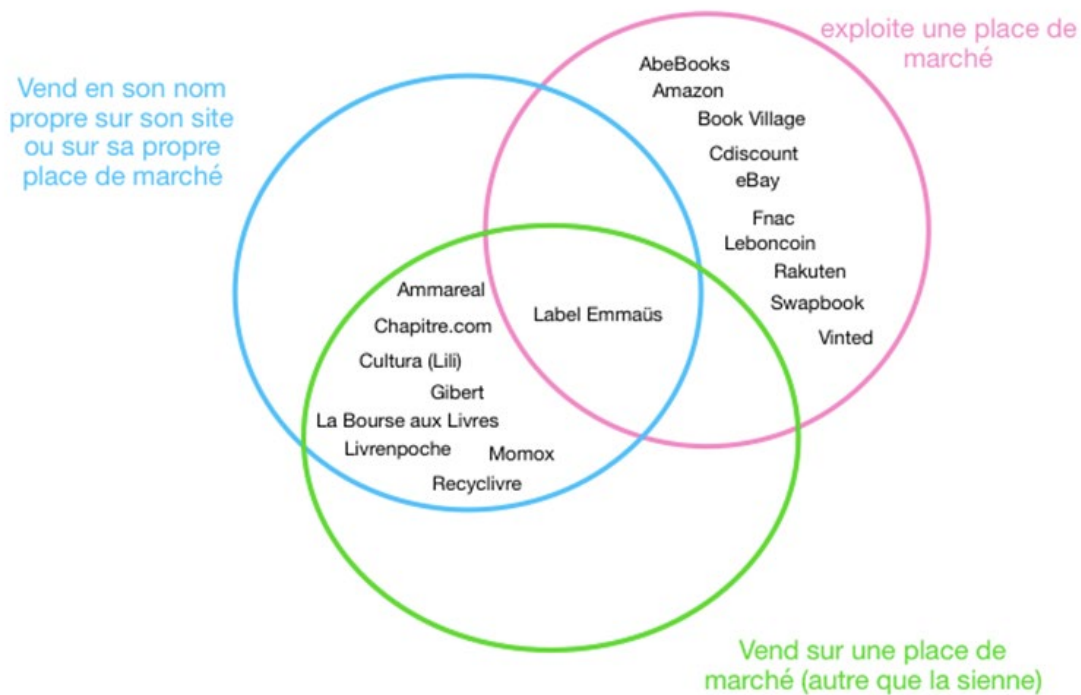 exploite une place de
marché
Vend en son nom
propre sur son site
ou sur sa propre
place de marché
AbeBooks
Amazon
Book Village
Cdiscount
eBay
Fnac
Leboncoin
Rakuten
Swapbook
Vinted
Ammareal
Chapitre.com
Cultura (Lili)
Gibert
La Bourse aux Livres
Livrenpoche
Momox
Recyclivre
Label Emmaüs
Vend sur une place de
marché (autre que la sienne)